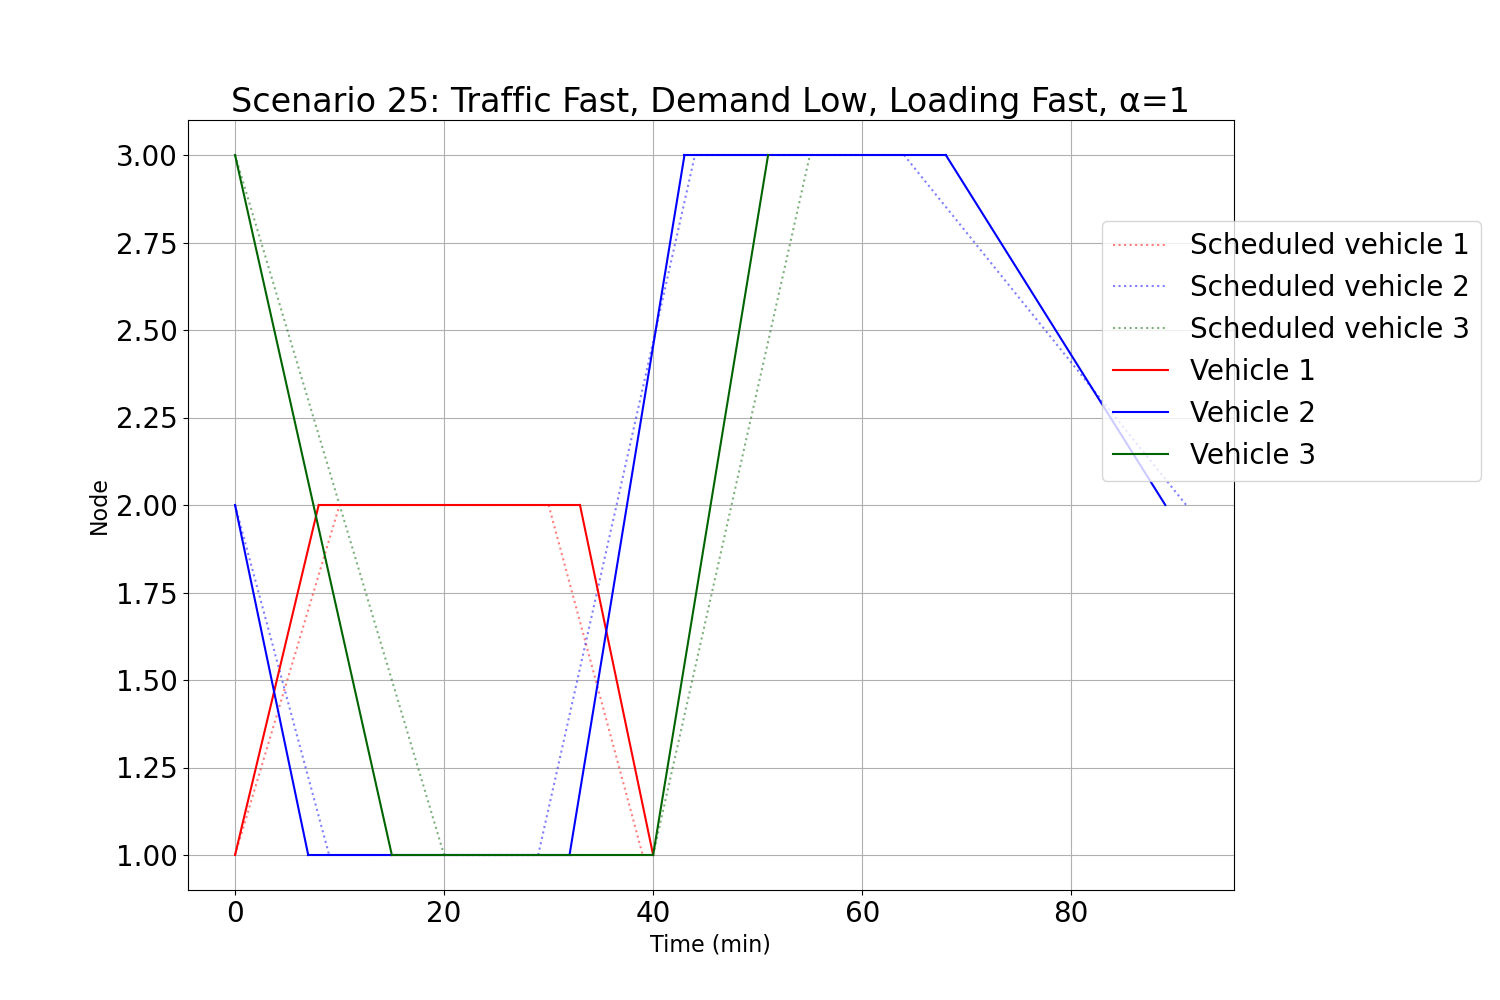 Scenario 25: Traffic Fast, Demand Low, Loading Fast, α=1
3.00
2.75
2.50
2.25
2.00
1.75
1.50
1.25
1.00
Node
0 20 40 60 80
Time (min)
Scheduled vehicle 1
Scheduled vehicle 2
Scheduled vehicle 3
Vehicle 1
Vehicle 2
Vehicle 3